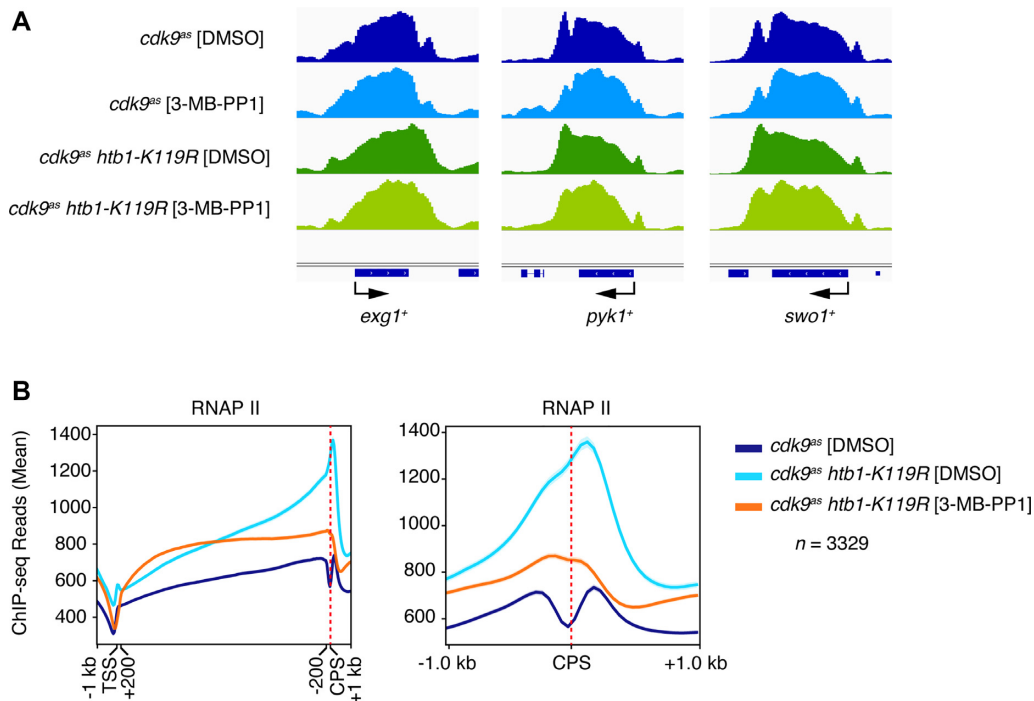 A
cdk9as [DMSO]
cdk9as [3-MB-PP1]
cdk9as htb1-K119R [DMSO]
cdk9as htb1-K119R [3-MB-PP1]
exg1+ pyk1+ swo1+
B
RNAP II RNAP II
ChIP-seq Reads (Mean)
1400
1200
1000
800
600
400
-1 kb
TSS
+200
-200
CPS
+1 kb
1400
1200
1000
800
600
-1.0 kb CPS +1.0 kb
cdk9as [DMSO]
cdk9as htb1-K119R [DMSO]
cdk9as htb1-K119R [3-MB-PP1]
n = 3329